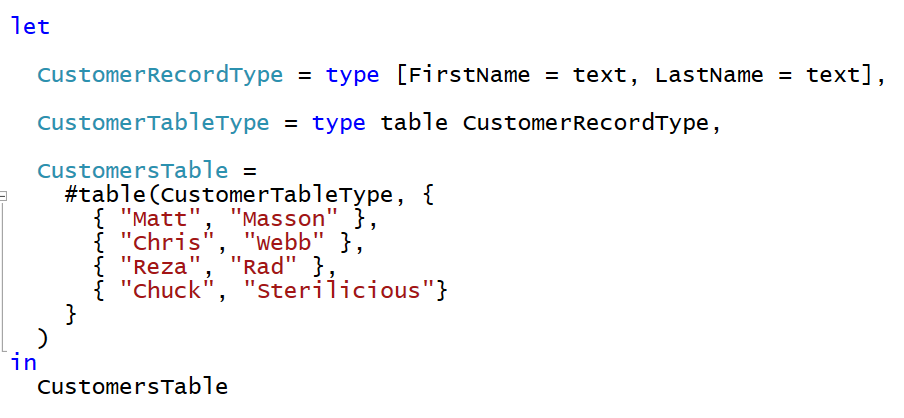 let
CustomerRecordType = type [FirstName = text, LastName = text],
CustomerTableType = type table CustomerRecordType,
CustomersTable =
#table(CustomerTableType, {
{ "Matt", "Masson" },
{ "Chris", "Webb" },
{ "Reza", "Rad" },
{ "Chuck", "Sterilicious"}
}
)
in
CustomersTable